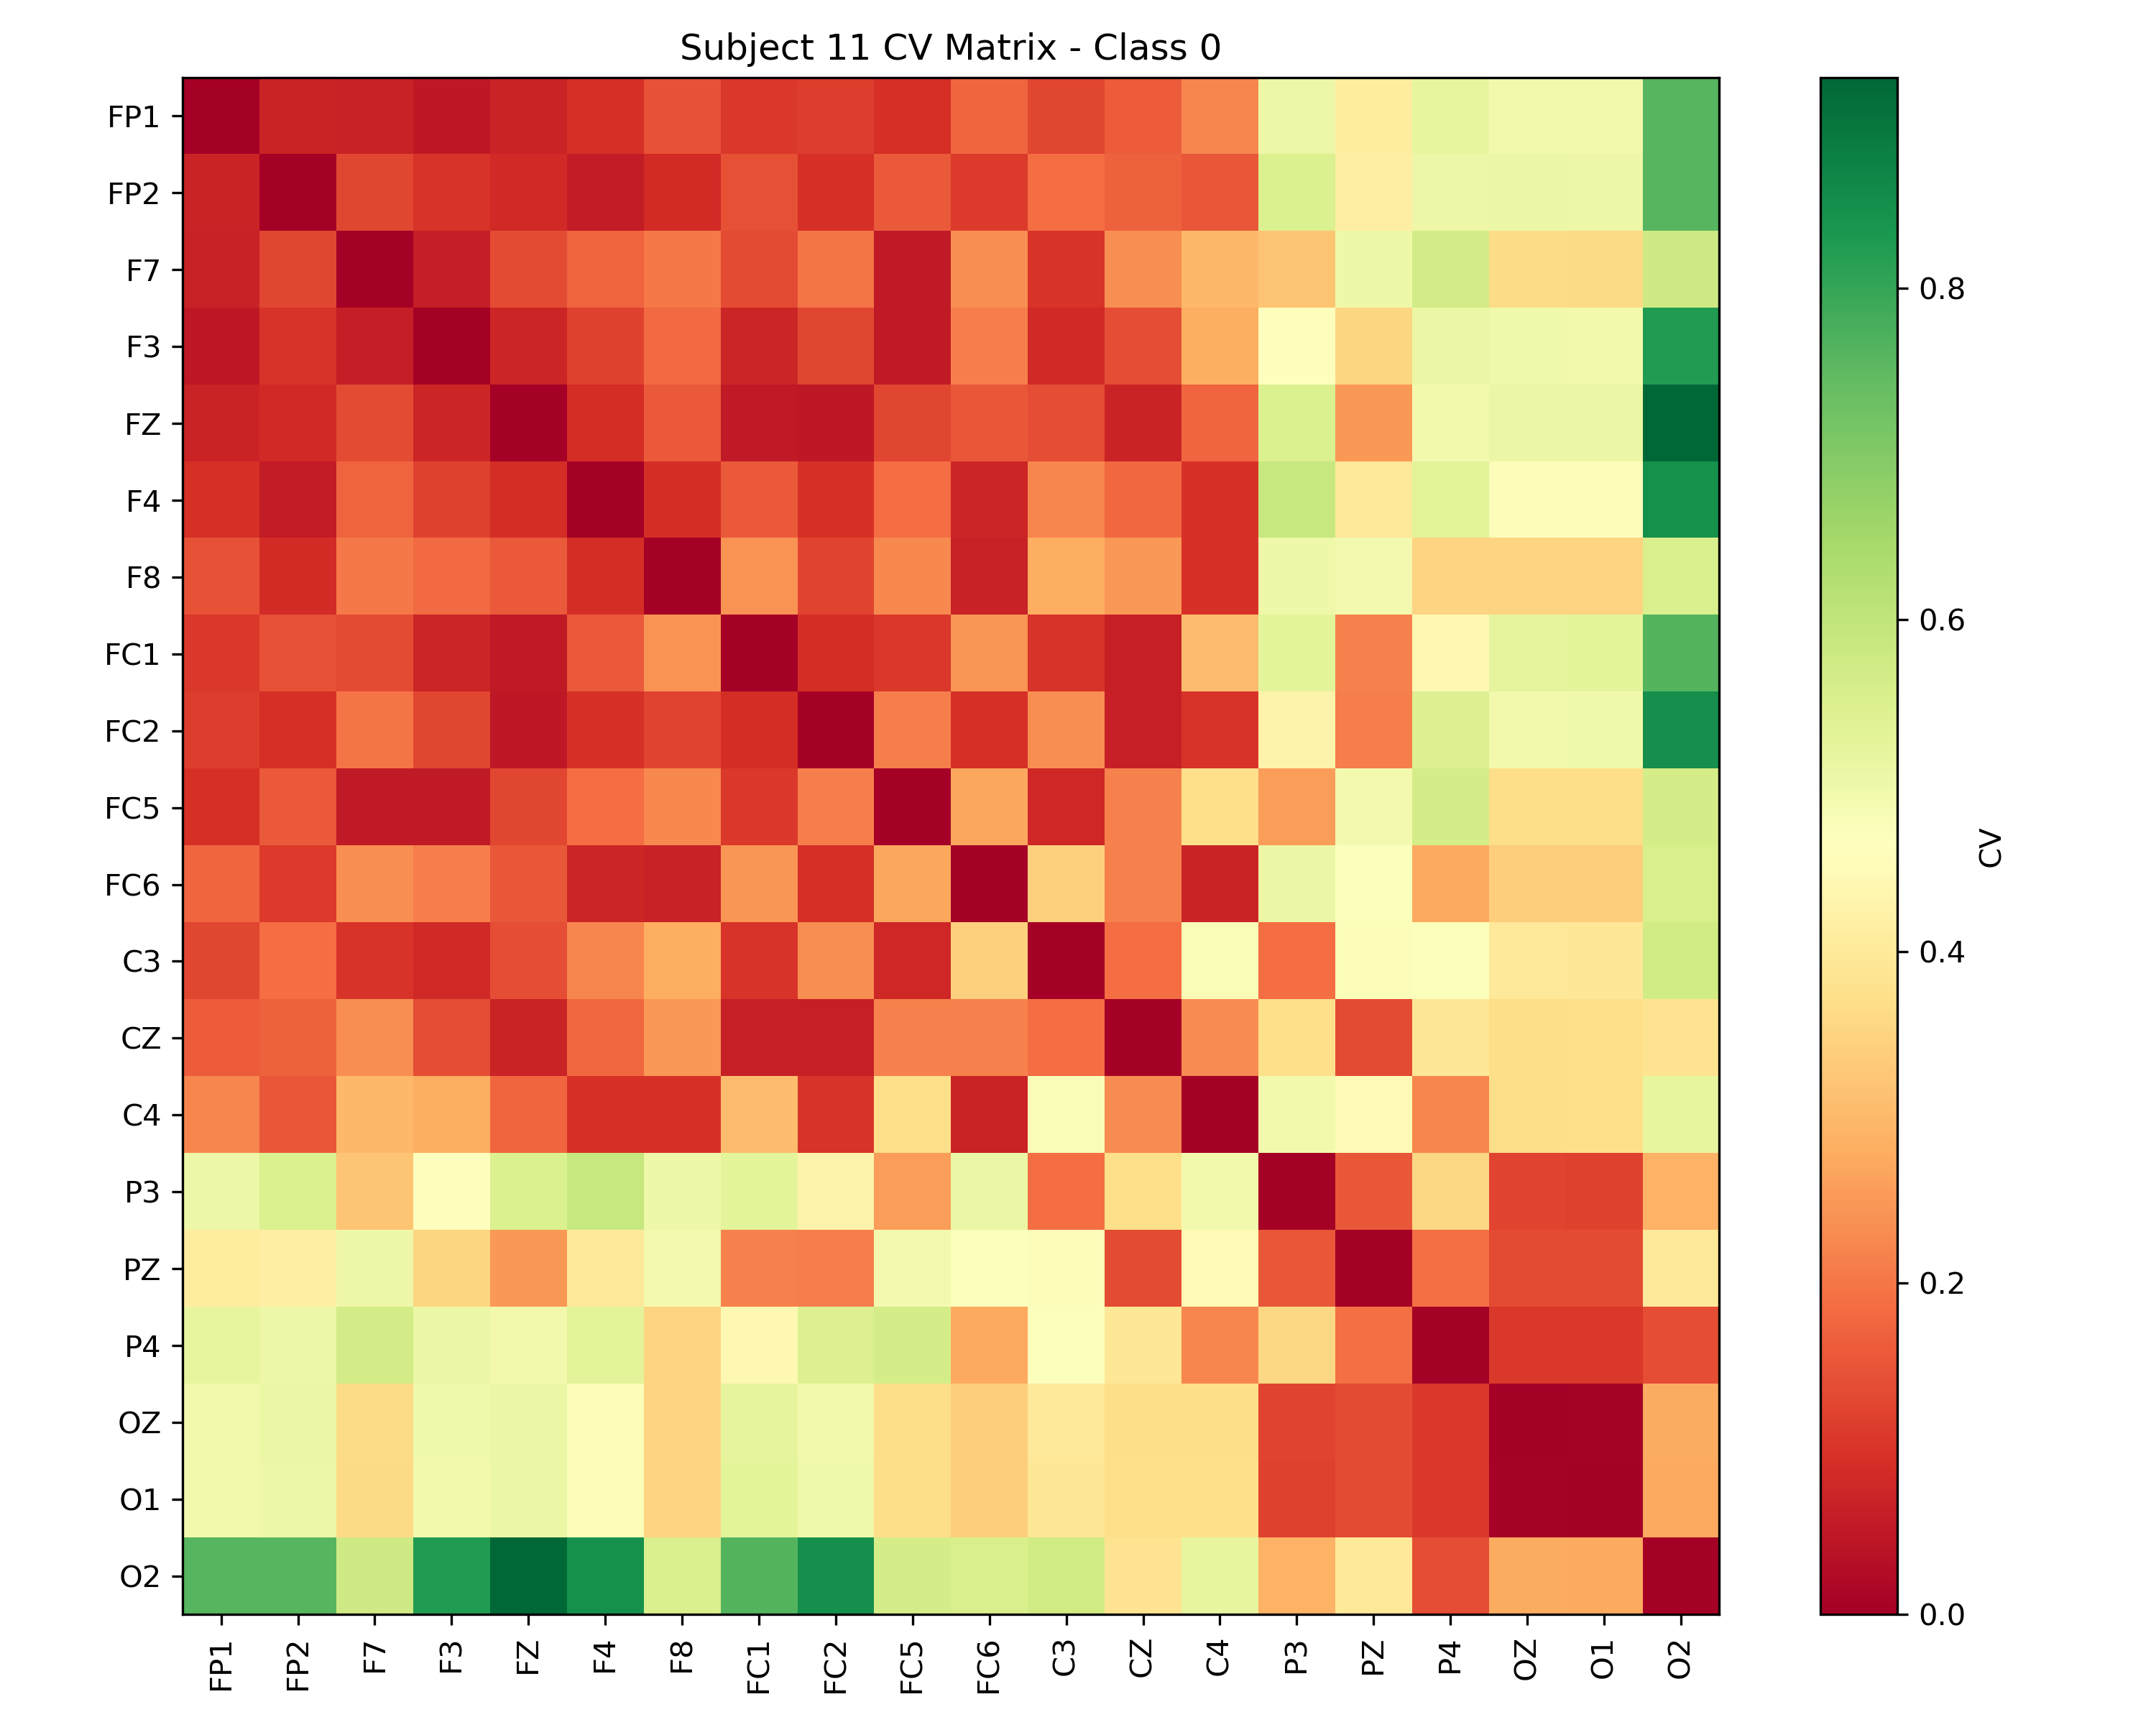 Subject 11 CV Matrix - Class 0
FP1
FP2
F7
F3
FZ
F4
F8
FC1
FC2
FC5
FC6
C3
CZ
C4
P3
PZ
P4
OZ
O1
O2
FP1 FP2 F7 F3 FZ F4 F8 FC1 FC2 FC5 FC6 C3 CZ C4 P3 PZ P4 OZ O1 O2
0.8
0.6
0.4
0.2
0.0
CV